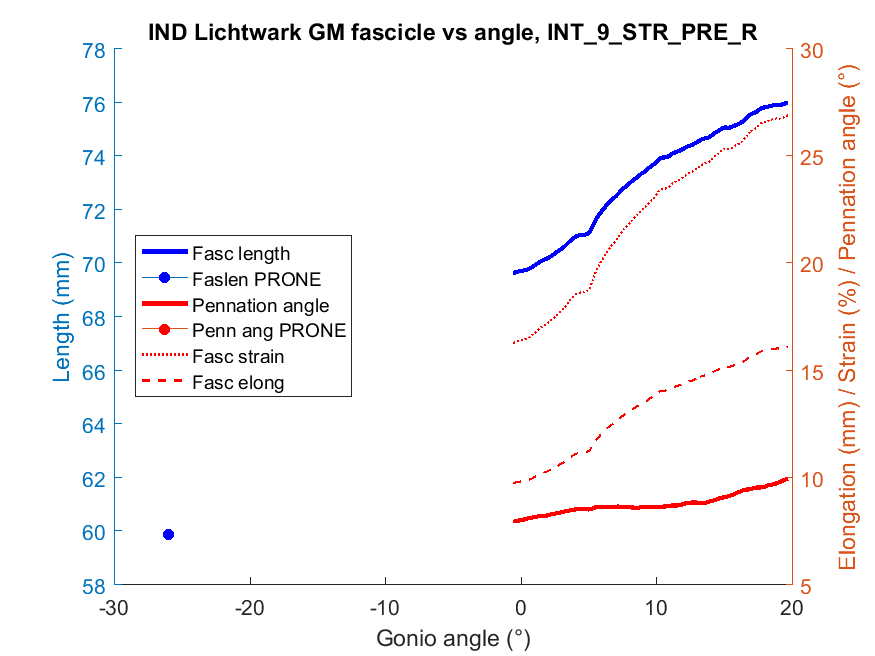 IND Lichtwark GM fascicle vs angle, INT_9_STR_PRE_R
78
76
74
72
70
68
66
64
62
60
58
Length (mm)
30
25
20
15
10
5
Elongation (mm) / Strain (%) / Pennation angle (°)
Fasc length
Faslen PRONE
Pennation angle
Penn ang PRONE
Fasc strain
Fasc elong
-30 -20 -10 0 10 20
Gonio angle (°)